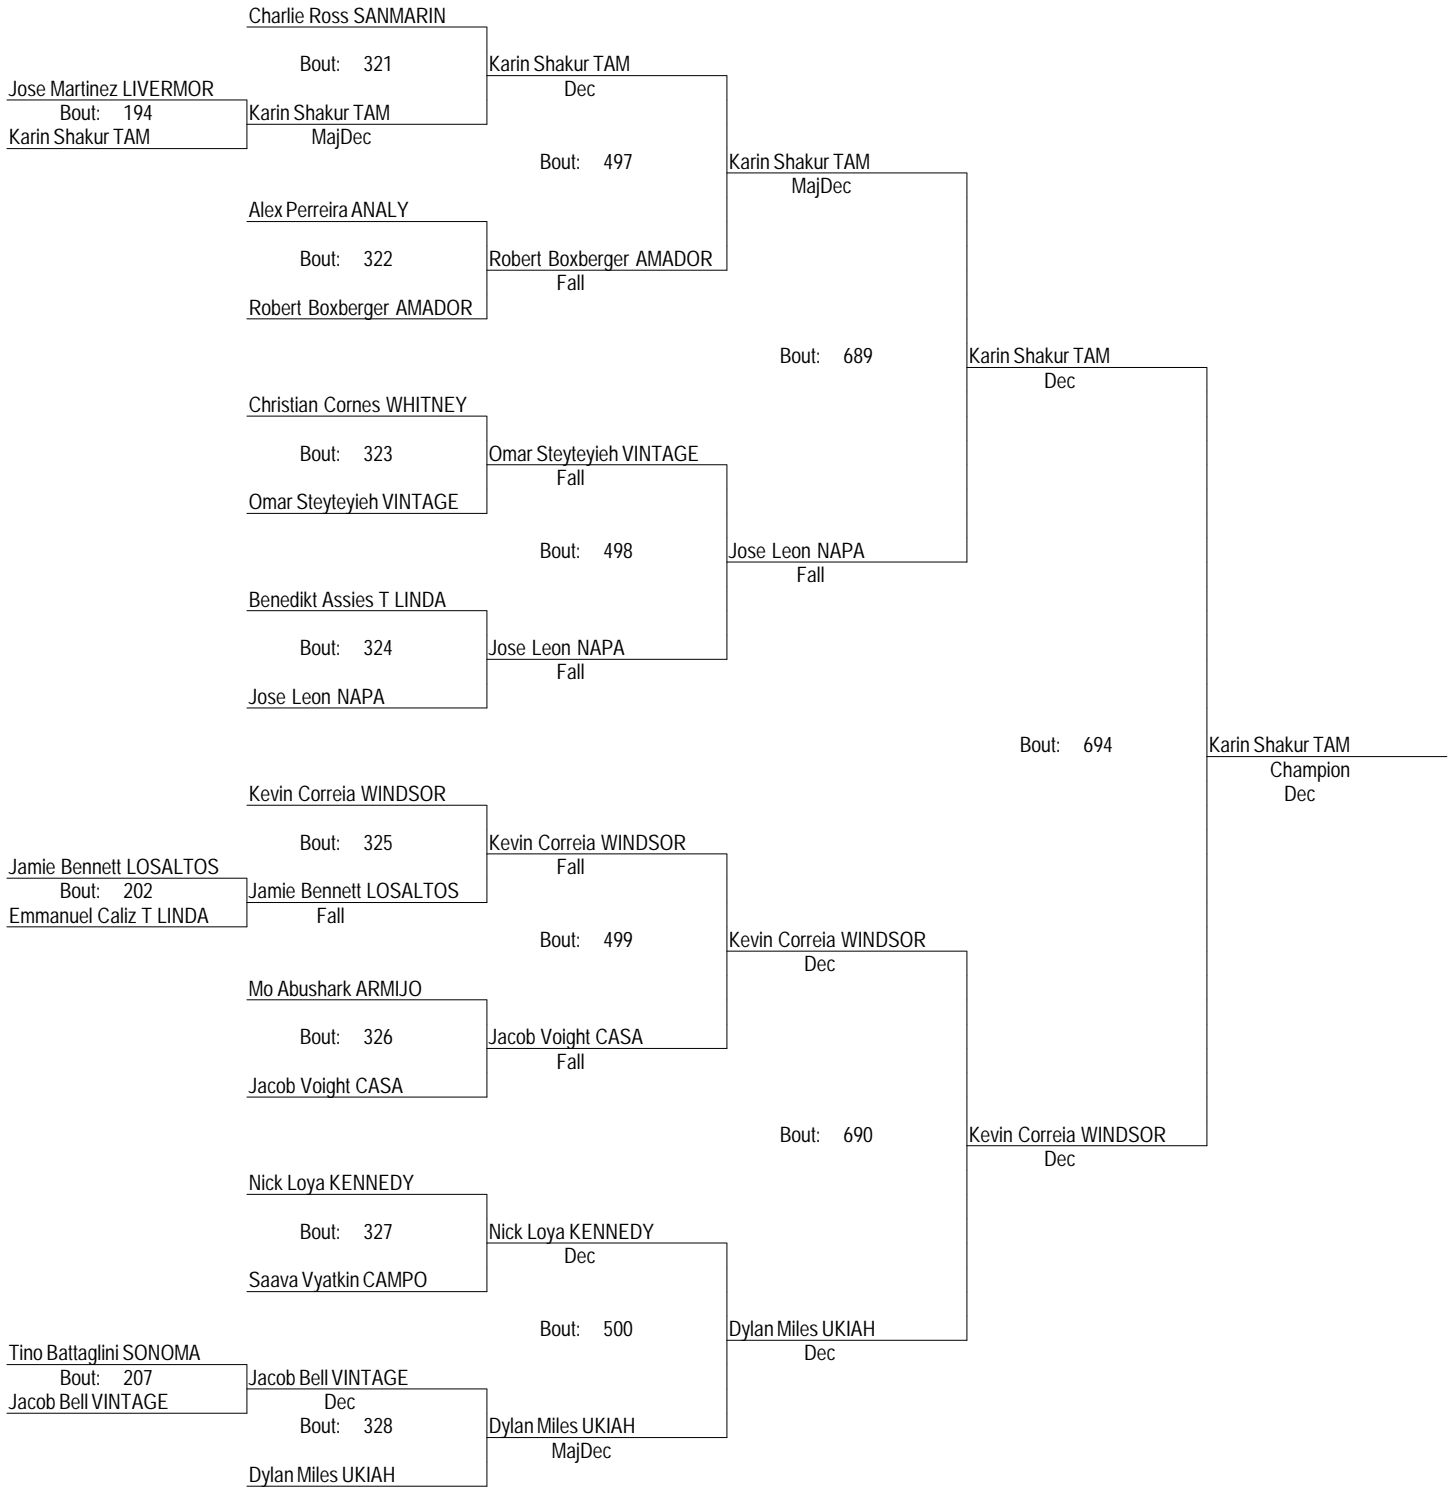 Charlie Ross SANMARIN
Bout: 321
Karin Shakur TAM
Dec
Jose Martinez LIVERMOR
Bout: 194
Karin Shakur TAM
Karin Shakur TAM
MajDec
Bout: 497
Karin Shakur TAM
MajDec
Alex Perreira ANALY
Bout: 322
Robert Boxberger AMADOR
Fall
Robert Boxberger AMADOR
Bout: 689
Karin Shakur TAM
Dec
Christian Cornes WHITNEY
Bout: 323
Omar Steyteyieh VINTAGE
Fall
Omar Steyteyieh VINTAGE
Bout: 498
Jose Leon NAPA
Fall
Benedikt Assies T LINDA
Bout: 324
Jose Leon NAPA
Fall
Jose Leon NAPA
Bout: 694
Karin Shakur TAM
Champion
Dec
Kevin Correia WINDSOR
Bout: 325
Kevin Correia WINDSOR
Fall
Jamie Bennett LOSALTOS
Bout: 202
Emmanuel Caliz T LINDA
Jamie Bennett LOSALTOS
Fall
Bout: 499
Kevin Correia WINDSOR
Dec
Mo Abushark ARMIJO
Bout: 326
Jacob Voight CASA
Fall
Jacob Voight CASA
Bout: 690
Kevin Correia WINDSOR
Dec
Nick Loya KENNEDY
Bout: 327
Nick Loya KENNEDY
Dec
Saava Vyatkin CAMPO
Bout: 500
Dylan Miles UKIAH
Dec
Tino Battaglini SONOMA
Bout: 207
Jacob Bell VINTAGE
Jacob Bell VINTAGE
Dec
Bout: 328
Dylan Miles UKIAH
MajDec
Dylan Miles UKIAH